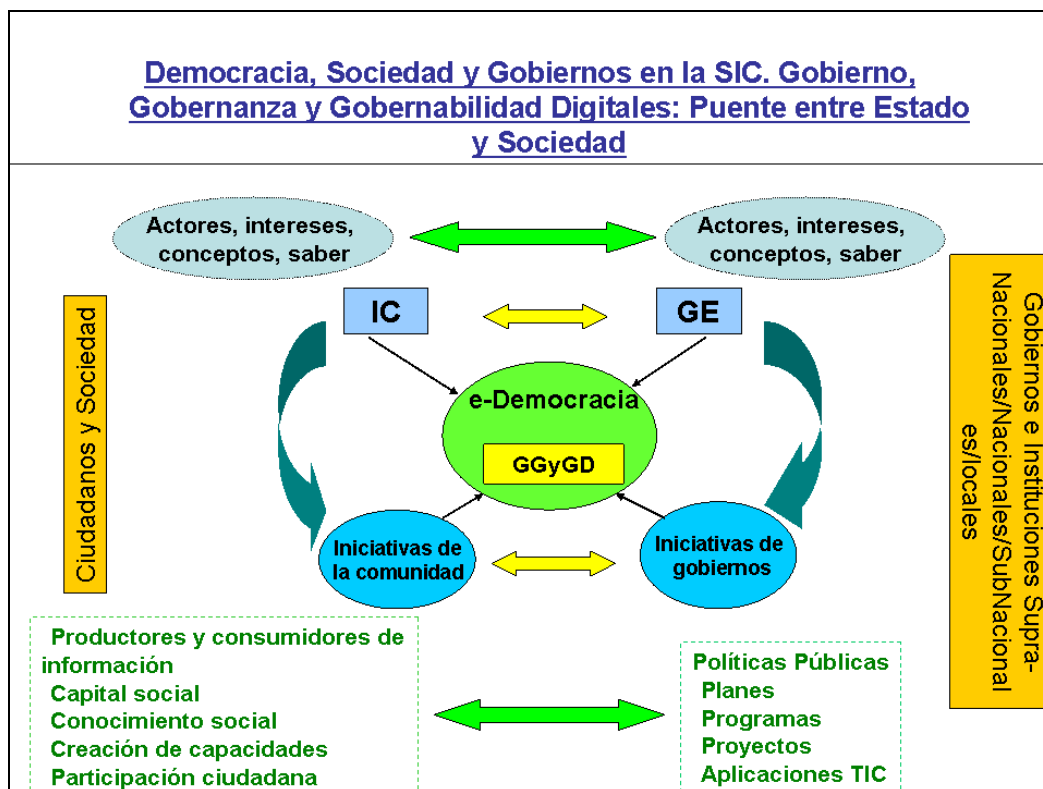 Democracia, Sociedad y Gobiernos en la SIC. Gobierno,
Gobernanza y Gobernabilidad Digitales: Puente entre Estado
y Sociedad
Actores, intereses,
conceptos, saber
Actores, intereses,
conceptos, saber
IC
GE
Ciudadanos y Sociedad
Gobiernos e Instituciones Supra-
Nacionales/Nacionales/SubNacional
es/locales
e-Democracia
GGyGD
Iniciativas de
la comunidad
Iniciativas de
gobiernos
Productores y consumidores de
información
Capital social
Conocimiento social
Creación de capacidades
Participación ciudadana
Políticas Públicas
Planes
Programas
Proyectos
Aplicaciones TIC